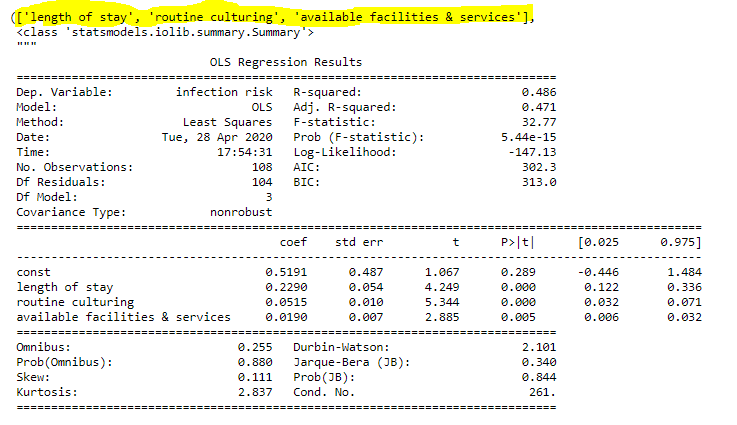 (['length of stay', 'routine culturing', 'available facilities & services'],
<class 'statsmodels.iolib.summary.Summary'>
"""
OLS Regression Results
==============================================================================
Dep. Variable: infection risk R-squared: 0.486
Model: OLS Adj. R-squared: 0.471
Method: Least Squares F-statistic: 32.77
Date: Tue, 28 Apr 2020 Prob (F-statistic): 5.44e-15
Time: 17:54:31 Log-Likelihood: -147.13
No. Observations: 108 AIC: 302.3
Df Residuals: 104 BIC: 313.0
Df Model: 3
Covariance Type: nonrobust
===================================================================================================
coef std err t P>|t| [0.025 0.975]
---------------------------------------------------------------------------------------------------
const 0.5191 0.487 1.067 0.289 -0.446 1.484
length of stay 0.2290 0.054 4.249 0.000 0.122 0.336
routine culturing 0.0515 0.010 5.344 0.000 0.032 0.071
available facilities & services 0.0190 0.007 2.885 0.005 0.006 0.032
==============================================================================
Omnibus: 0.255 Durbin-Watson: 2.101
Prob(Omnibus): 0.880 Jarque-Bera (JB): 0.340
Skew: 0.111 Prob(JB): 0.844
Kurtosis: 2.837 Cond. No. 261.
==============================================================================